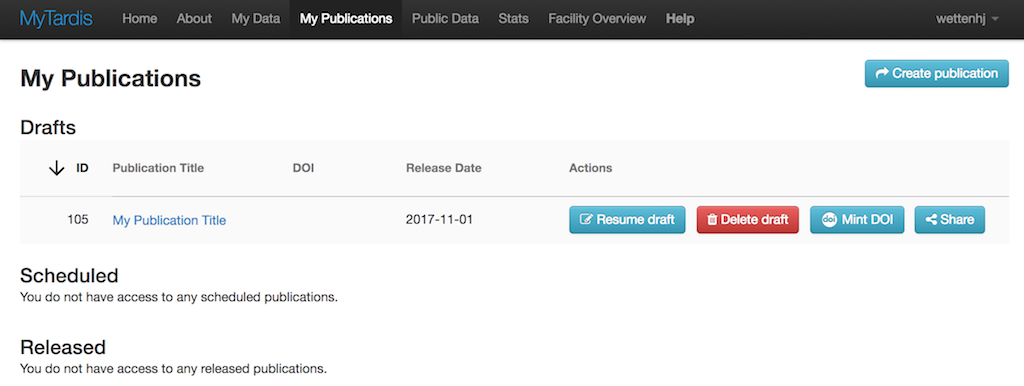 MyTardis Home About My Data My Publications Public Data Stats Facility Overview Help wettenhj
My Publications
Create publication
Drafts
ID Publication Title DOI Release Date Actions
105 My Publication Title 2017-11-01 Resume draft Delete draft doi Mint DOI Share
Scheduled
You do not have access to any scheduled publications.
Released
You do not have access to any released publications.